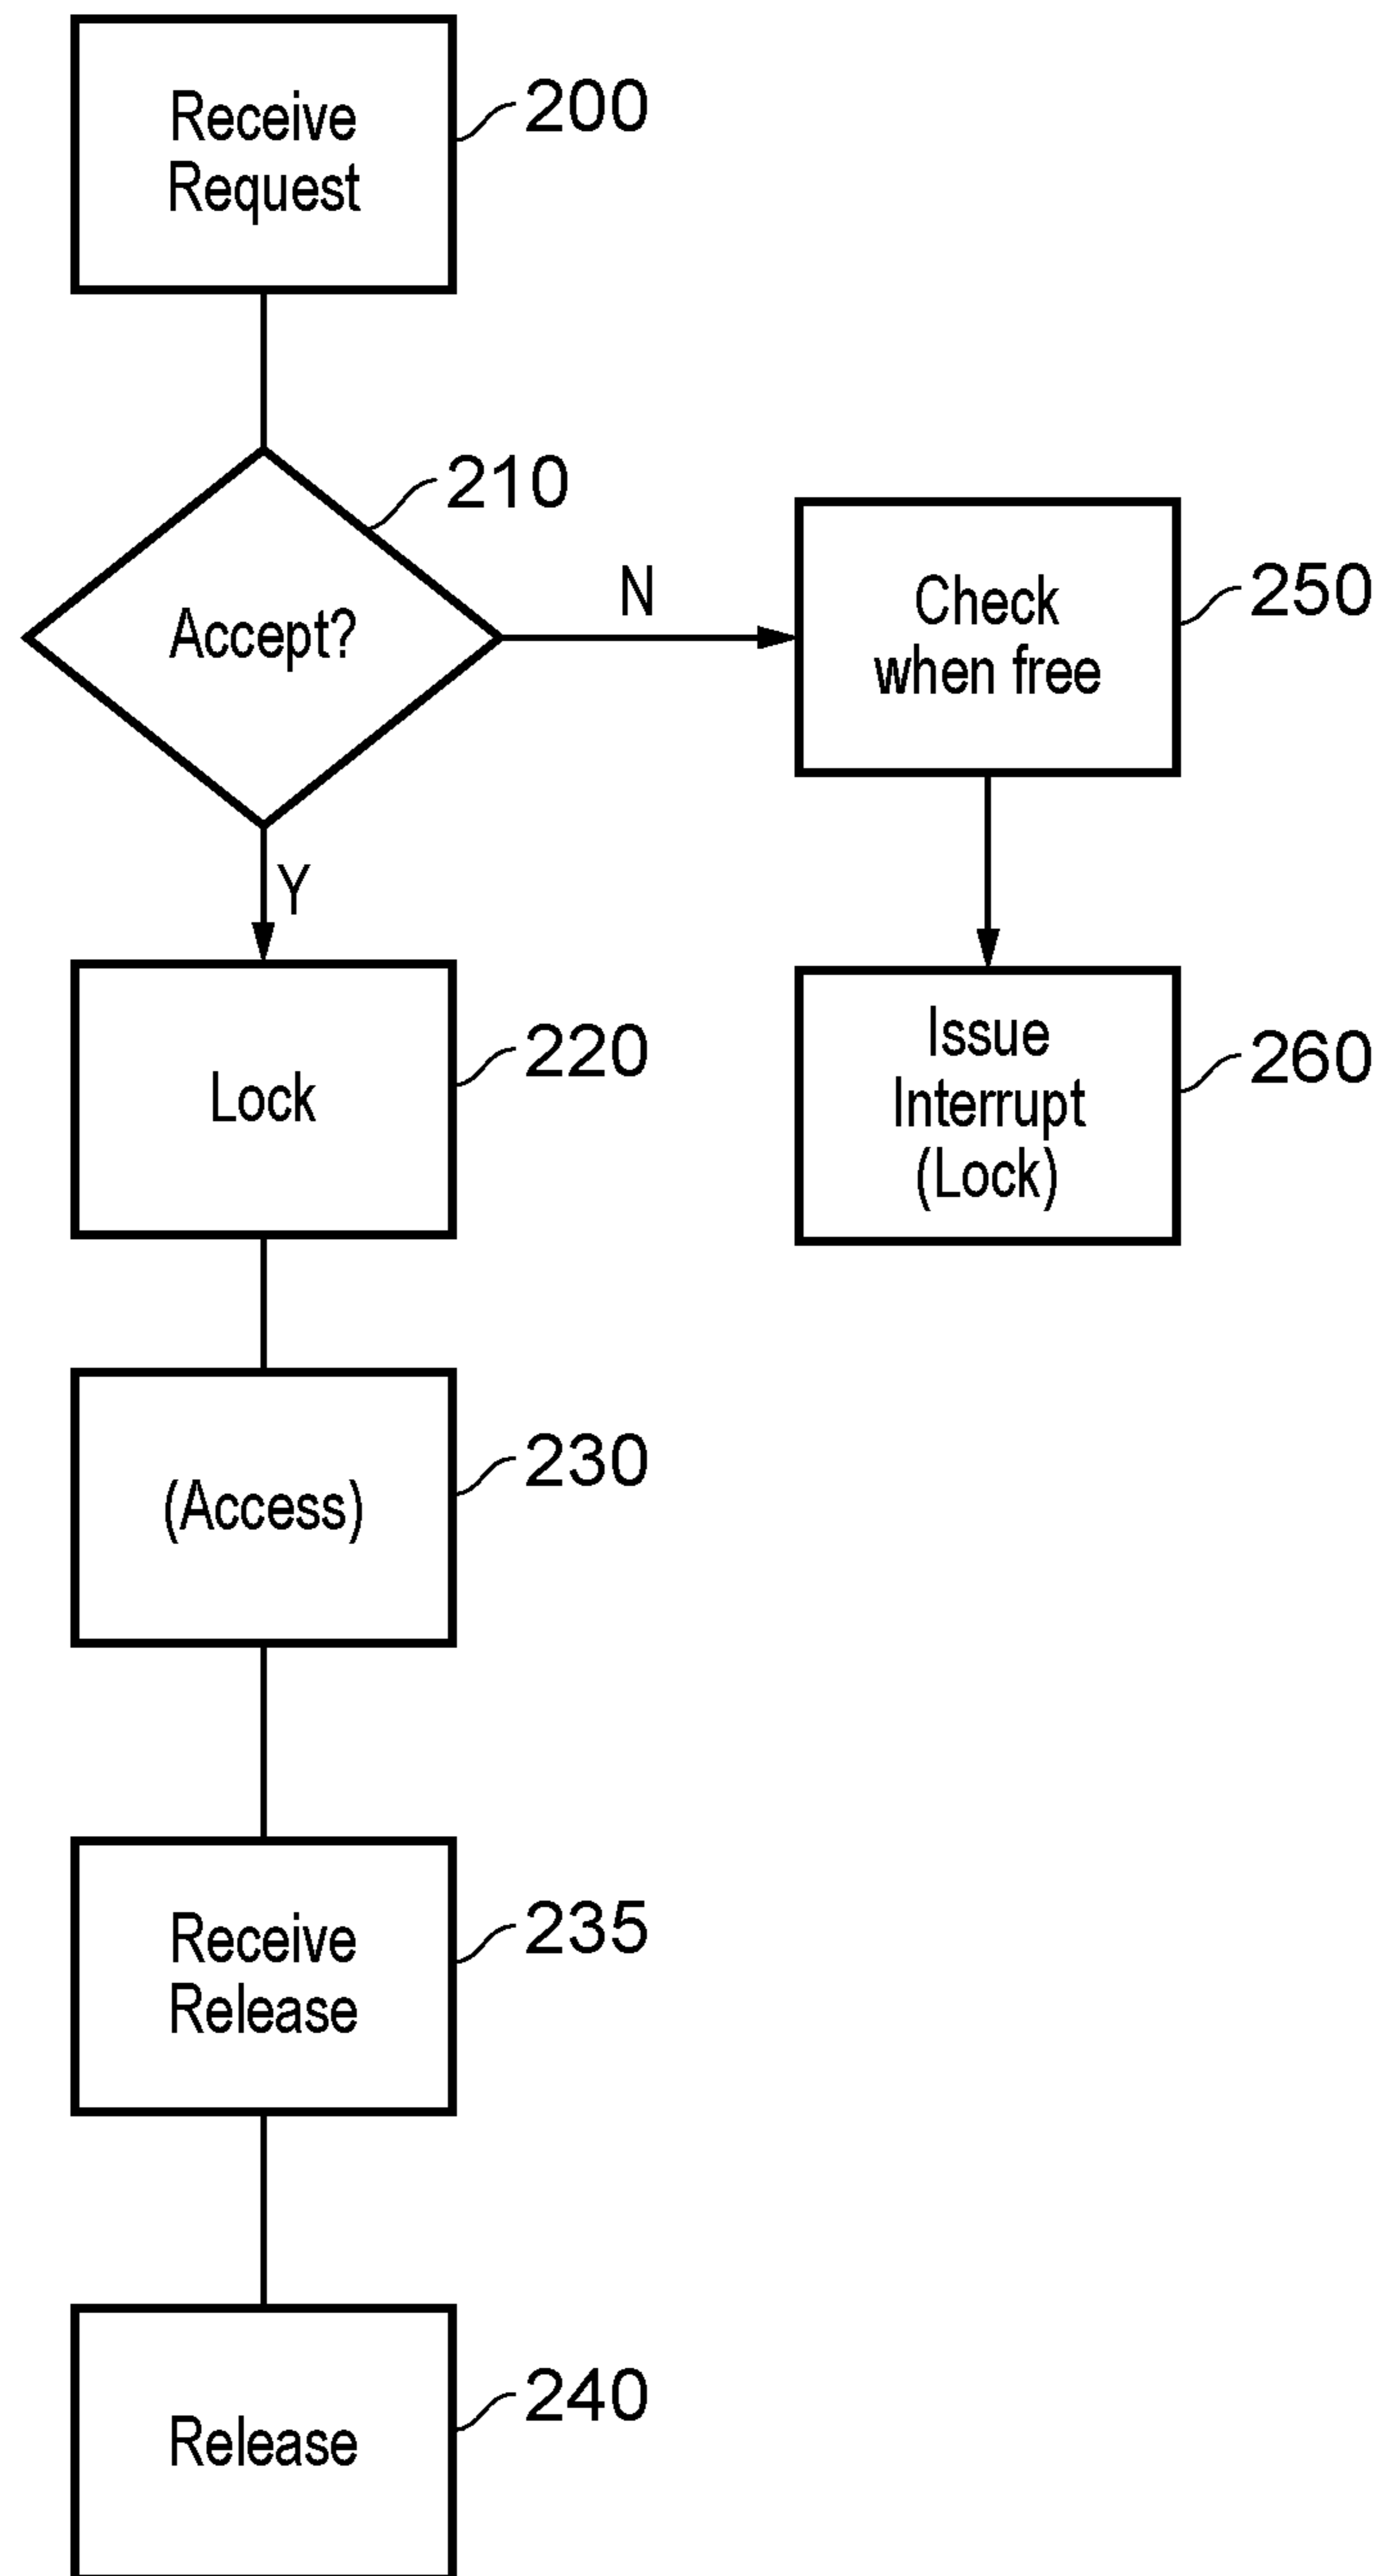 Receive
Request
200
Accept?
210
N
Check
when free
250
Y
Lock
220
Issue
Interrupt
(Lock)
260
(Access)
230
Receive
Release
235
Release
240